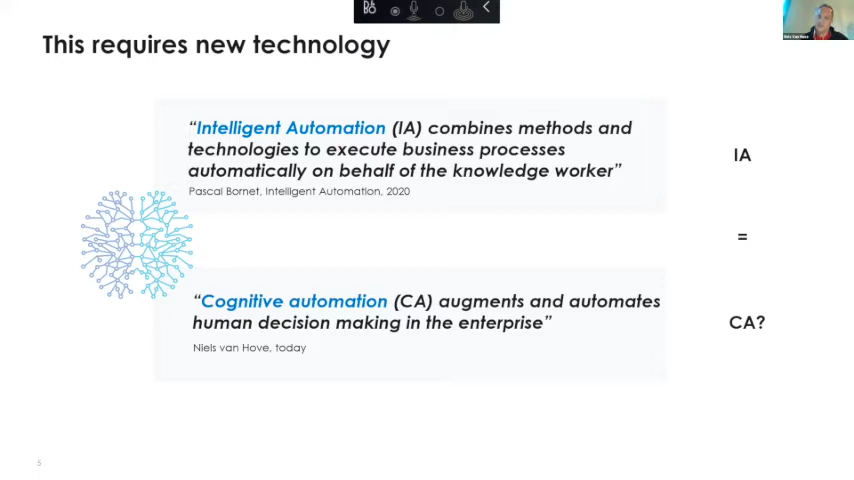 This requires new technology
“Intelligent Automation (IA) combines methods and
technologies to execute business processes
automatically on behalf of the knowledge worker”
Pascal Bornet, Intelligent Automation, 2020
IA
=
“Cognitive automation (CA) augments and automates
human decision making in the enterprise”
Niels van Hove, today
CA?
5